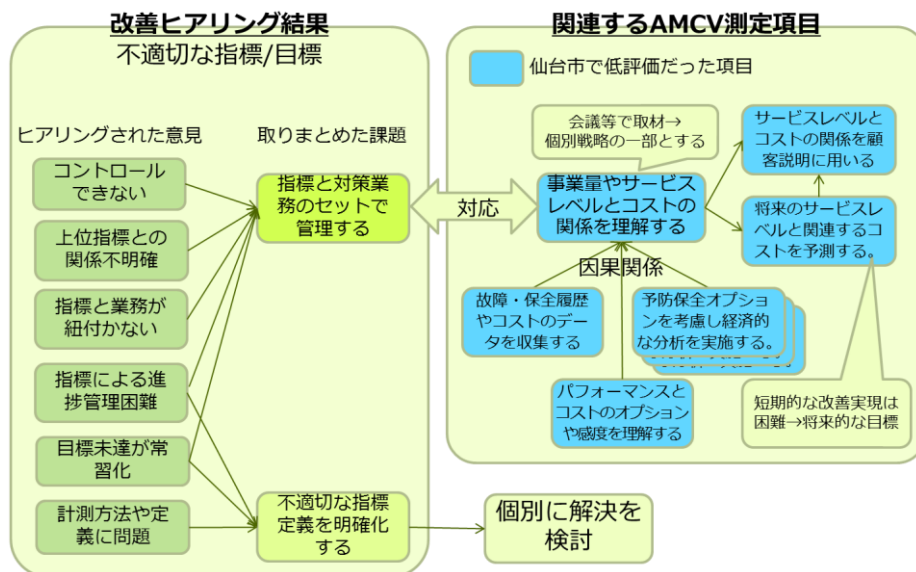 改善ヒアリング結果
不適切な指標/目標
ヒアリングされた意見
取りまとめた課題
コントロール
できない
上位指標との
関係不明確
指標と業務が
紐付かない
指標による進
捗管理困難
目標未達が常
習化
計測方法や定
義に問題
指標と対策業
務のセットで
管理する
不適切な指標
定義を明確化
する
対応
個別に解決を
検討
関連するAMCV測定項目
仙台市で低評価だった項目
会議等で取材→
個別戦略の一部とする
事業量やサービス
レベルとコストの
関係を理解する
サービスレベルと
コストの関係を顧
客説明に用いる
将来のサービスレ
ベルと関連するコ
ストを予測する。
因果関係
故障・保全履歴
やコストのデー
タを収集する
予防保全オプショ
ンを考慮し経済的
な分析を実施する。
パフォーマンスと
コストのオプション
や感度を理解する
短期的な改善実現は
困難→将来的な目標